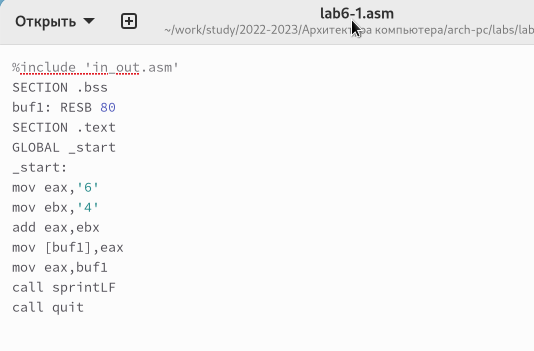 Открыть
lab6-1.asm
~/work/study/2022-2023/Архитектура компьютера/arch-pc/labs/lab
%include 'in_out.asm'
SECTION .bss
buf1: RESB 80
SECTION .text
GLOBAL _start
_start:
mov eax,'6'
mov ebx,'4'
add eax,ebx
mov [buf1],eax
mov eax,buf1
call sprintLF
call quit